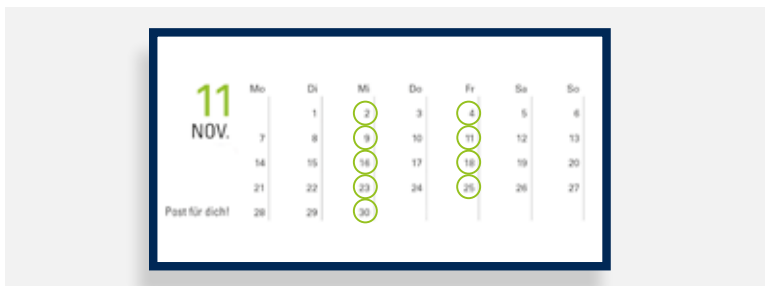 11 Mo Di Mi Do Fr Sa So
1 2 3 4 5 6
NOV. 7 8 9 10 11 12 13
14 15 16 17 18 19 20
21 22 23 24 25 26 27
Post für dich! 28 29 30